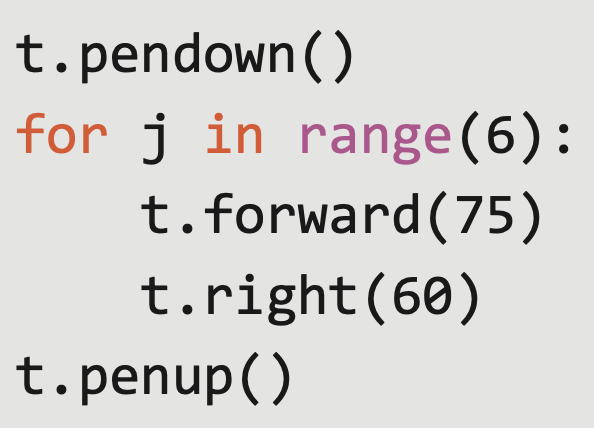 t.pendown()
for j in range(6):
    t.forward(75)
    t.right(60)
t.penup()